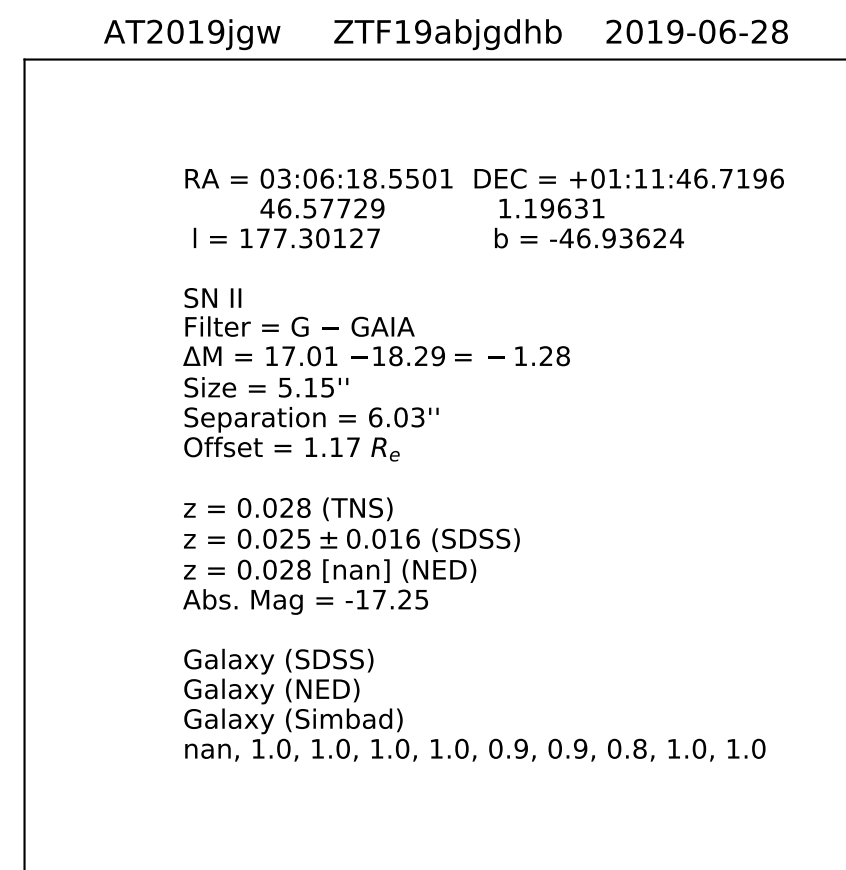 AT2019jgw ZTF19abjgdhb 2019-06-28
RA = 03:06:18.5501 DEC = +01:11:46.7196
46.57729 1.19631
l = 177.30127 b = -46.93624
SN II
Filter = G − GAIA
ΔM = 17.01 −18.29 = − 1.28
Size = 5.15''
Separation = 6.03''
Offset = 1.17 Rₑ
z = 0.028 (TNS)
z = 0.025 ± 0.016 (SDSS)
z = 0.028 [nan] (NED)
Abs. Mag = -17.25
Galaxy (SDSS)
Galaxy (NED)
Galaxy (Simbad)
nan, 1.0, 1.0, 1.0, 1.0, 0.9, 0.9, 0.8, 1.0, 1.0